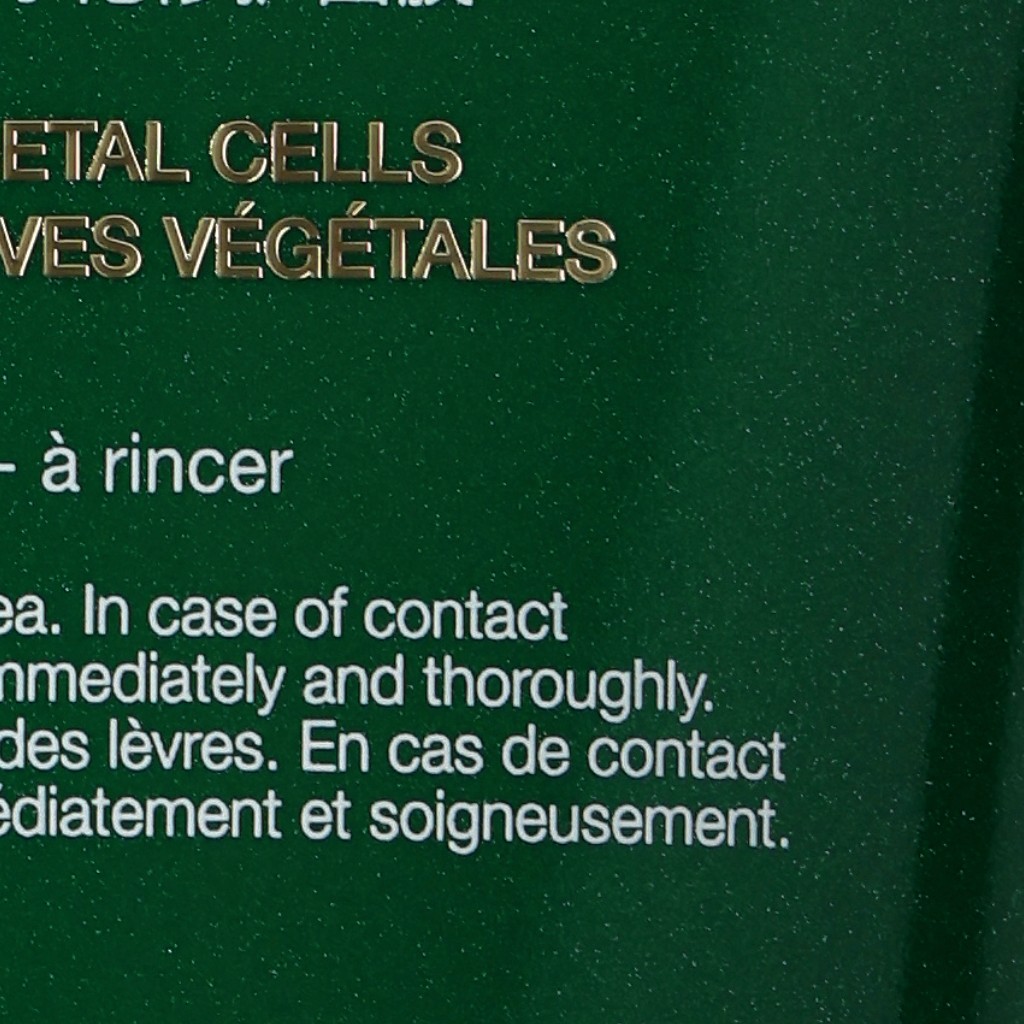 ETAL CELLS
VES VÉGÉTALES
- à rincer
ea. In case of contact
mmediately and thoroughly.
des lèvres. En cas de contact
édiatement et soigneusement.